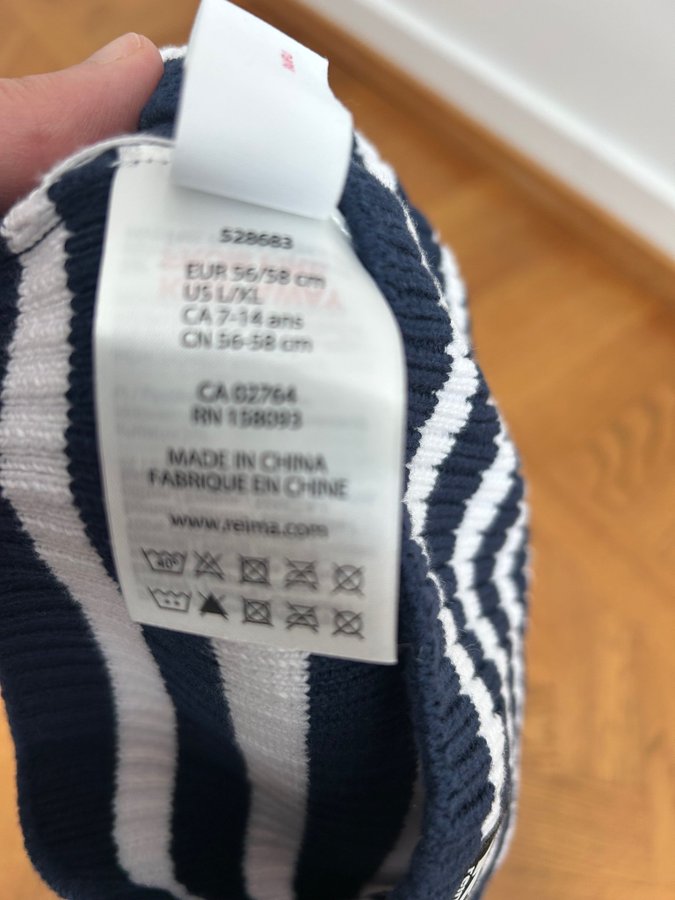 528683
EUR 56/58 cm
US L/XL
CA 7-14 ans
CN 56-58 cm
CA 02764
RN 158093
MADE IN CHINA
FABRIQUE EN CHINE
www.reima.com
40°